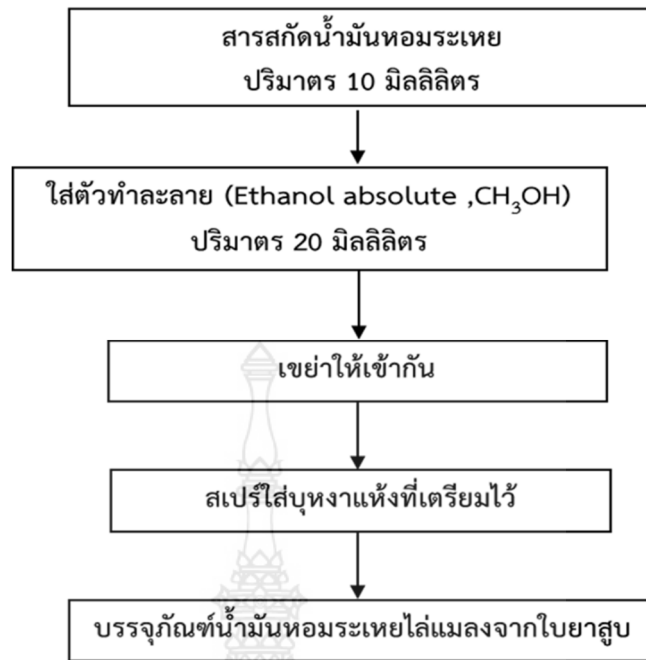 สารสกัดน้ำมันหอมระเหย
ปริมาตร 10 มิลลิลิตร
ใส่ตัวทำละลาย (Ethanol absolute ,CH₃OH)
ปริมาตร 20 มิลลิลิตร
เขย่าให้เข้ากัน
สเปร์ใส่บุหงาแห้งที่เตรียมไว้
บรรจุภัณฑ์น้ำมันหอมระเหยไล่แมลงจากใบยาสูบ